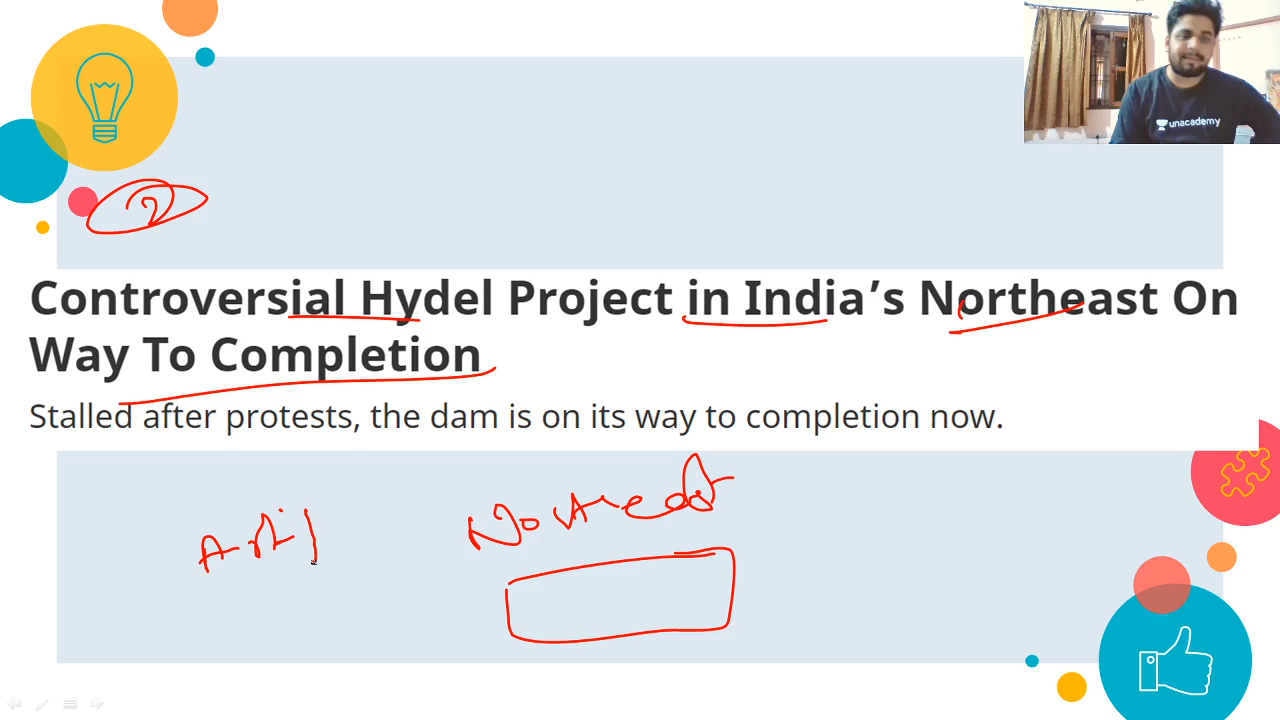 unacademy
2
Controversial Hydel Project in India’s Northeast On
Way To Completion
Stalled after protests, the dam is on its way to completion now.
Northeast